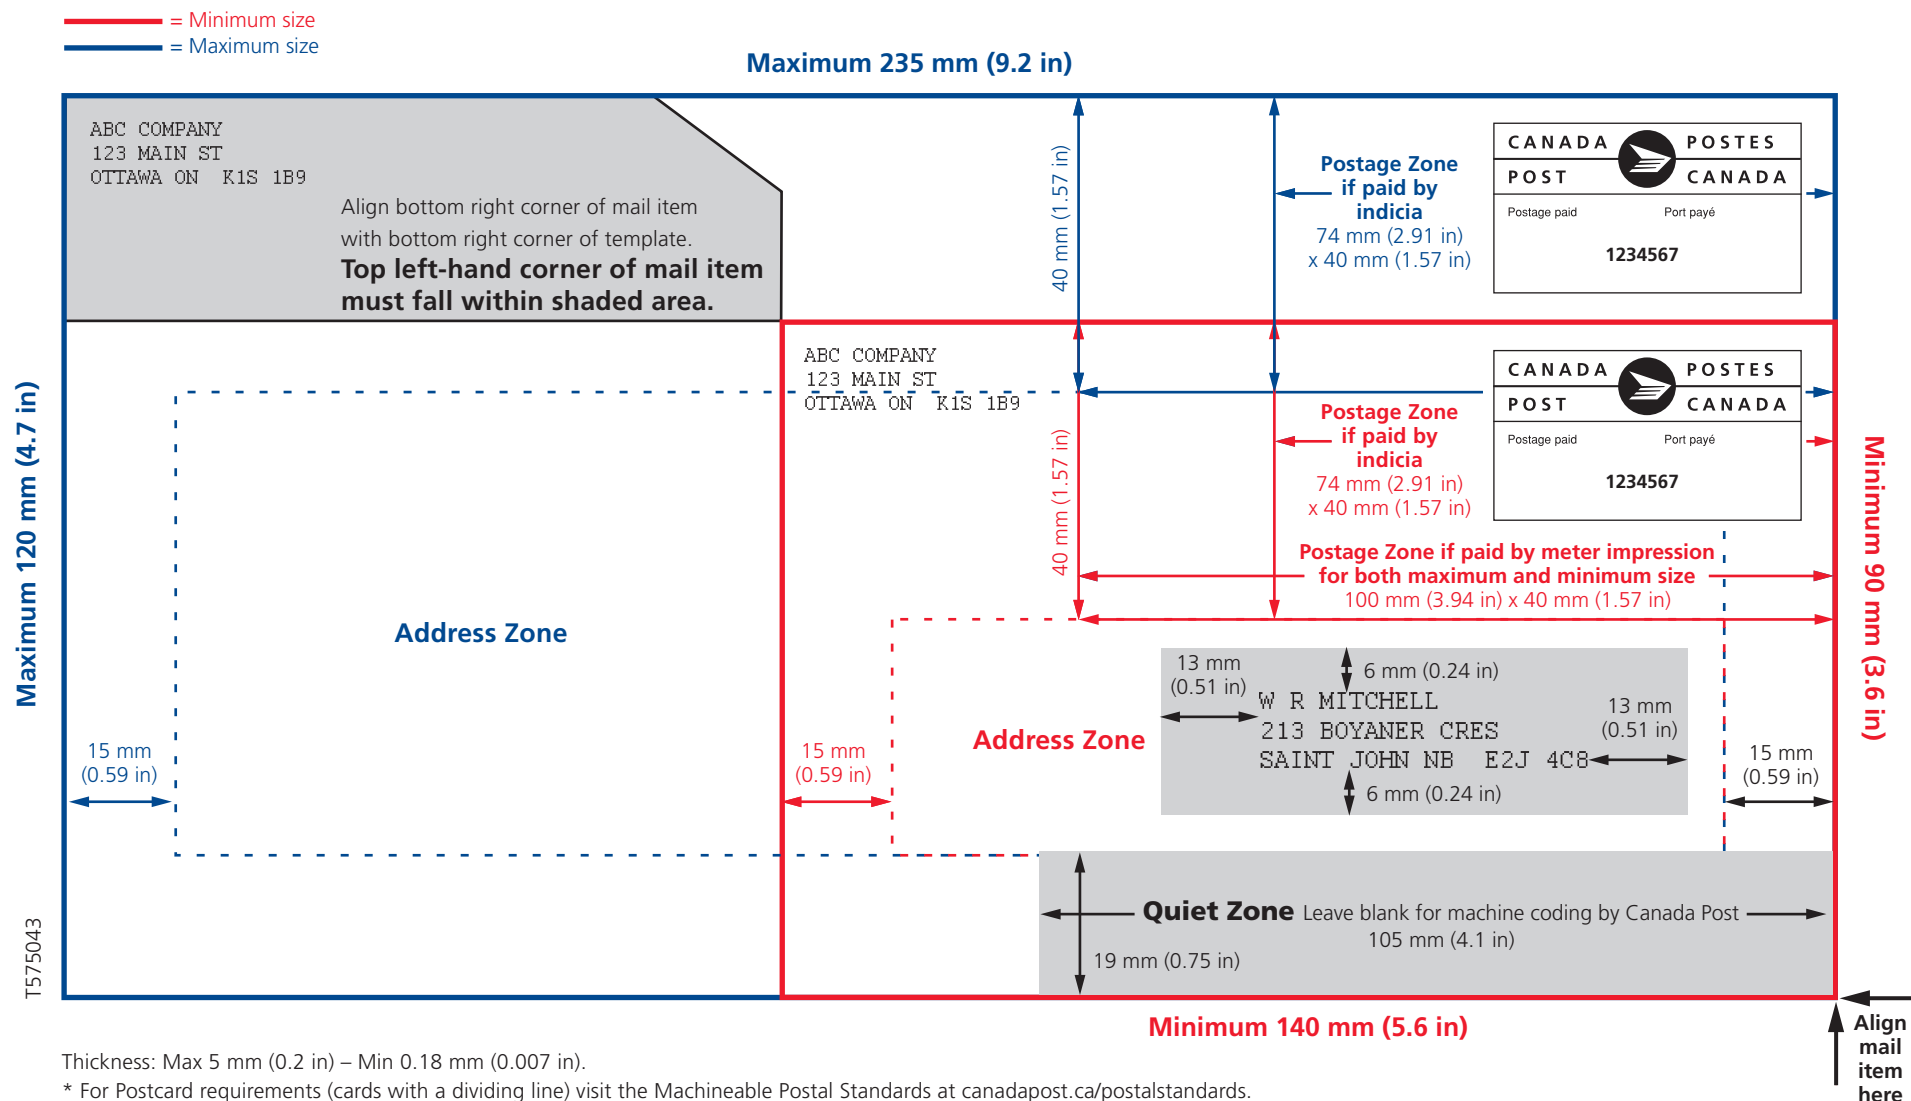 = Minimum size
= Maximum size
Maximum 235 mm (9.2 in)
ABC COMPANY
123 MAIN ST
OTTAWA ON K1S 1B9
Align bottom right corner of mail item
with bottom right corner of template.
Top left-hand corner of mail item
must fall within shaded area.
40 mm (1.57 in)
Postage Zone
if paid by
indicia
74 mm (2.91 in)
x 40 mm (1.57 in)
CANADA POSTES
POST CANADA
Postage paid Port payé
1234567
Maximum 120 mm (4.7 in)
ABC COMPANY
123 MAIN ST
OTTAWA ON K1S 1B9
40 mm (1.57 in)
Postage Zone
if paid by
indicia
74 mm (2.91 in)
x 40 mm (1.57 in)
CANADA POSTES
POST CANADA
Postage paid Port payé
1234567
Minimum 90 mm (3.6 in)
Postage Zone if paid by meter impression
for both maximum and minimum size
100 mm (3.94 in) x 40 mm (1.57 in)
Address Zone
15 mm
(0.59 in)
Address Zone
15 mm
(0.59 in)
13 mm
(0.51 in)
6 mm (0.24 in)
W R MITCHELL
213 BOYANER CRES
SAINT JOHN NB E2J 4C8
13 mm
(0.51 in)
6 mm (0.24 in)
15 mm
(0.59 in)
Quiet Zone Leave blank for machine coding by Canada Post
105 mm (4.1 in)
19 mm (0.75 in)
T575043
Minimum 140 mm (5.6 in)
Align
mail
item
here
Thickness: Max 5 mm (0.2 in) – Min 0.18 mm (0.007 in).
* For Postcard requirements (cards with a dividing line) visit the Machineable Postal Standards at canadapost.ca/postalstandards.